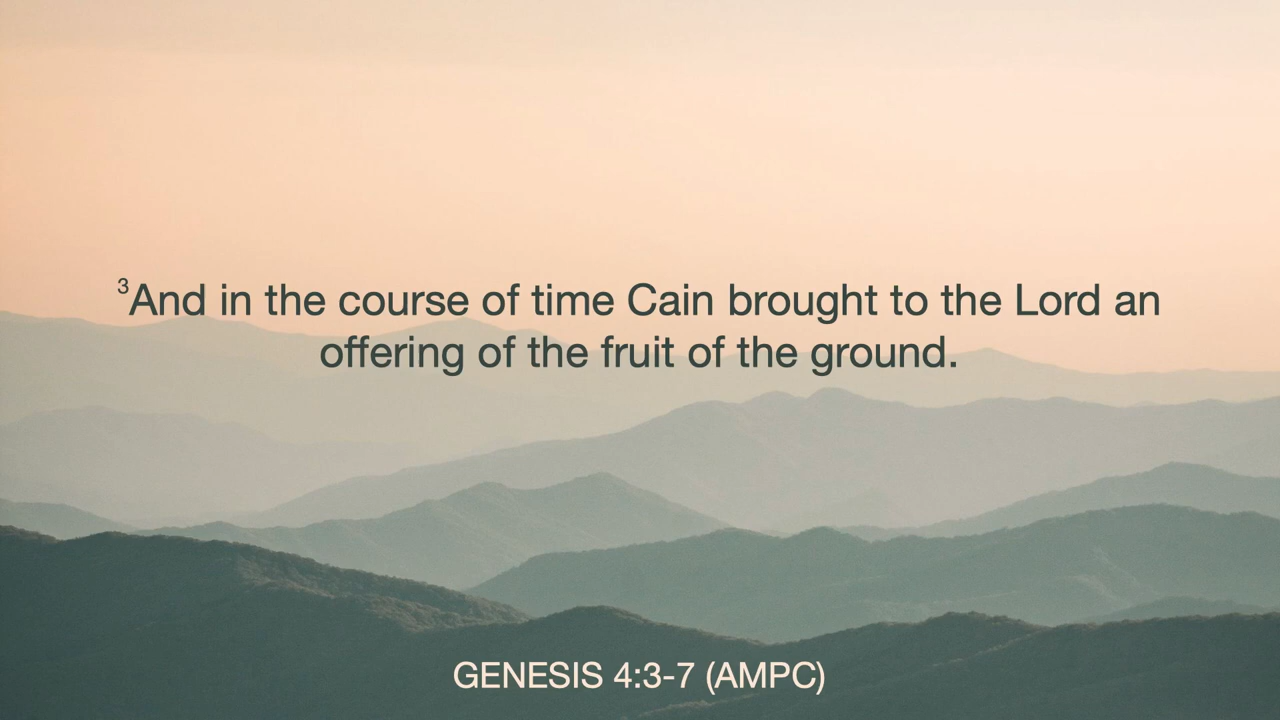 ³And in the course of time Cain brought to the Lord an
offering of the fruit of the ground.
GENESIS 4:3-7 (AMPC)